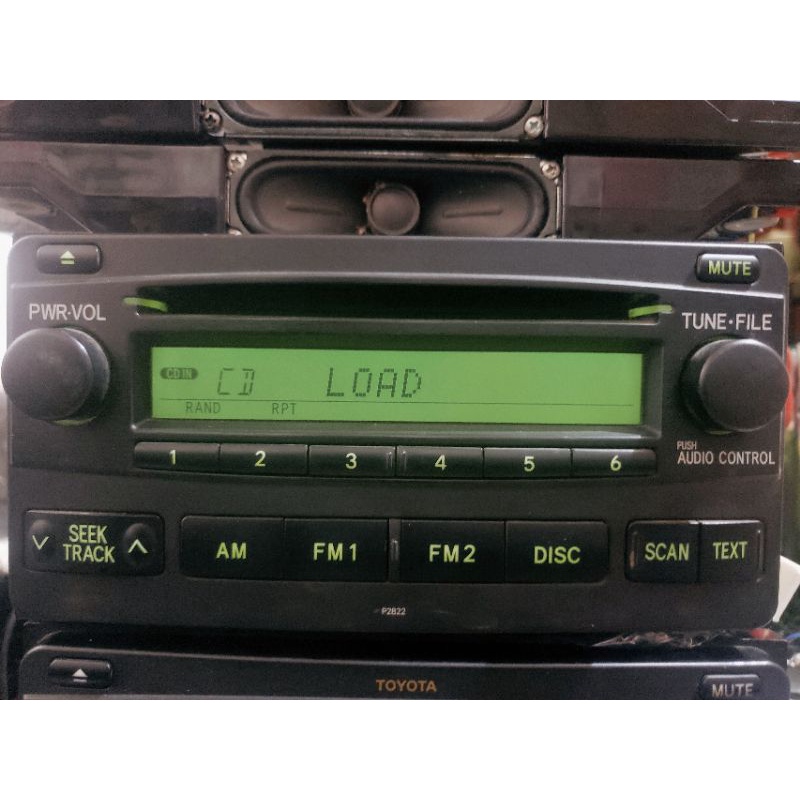 MUTE
PWR·VOL
TUNE·FILE
CD IN
CD LOAD
RAND RPT
PUSH
AUDIO CONTROL
1 2 3 4 5 6
SEEK
TRACK
AM FM1 FM2 DISC SCAN TEXT
P2822
TOYOTA
MUTE